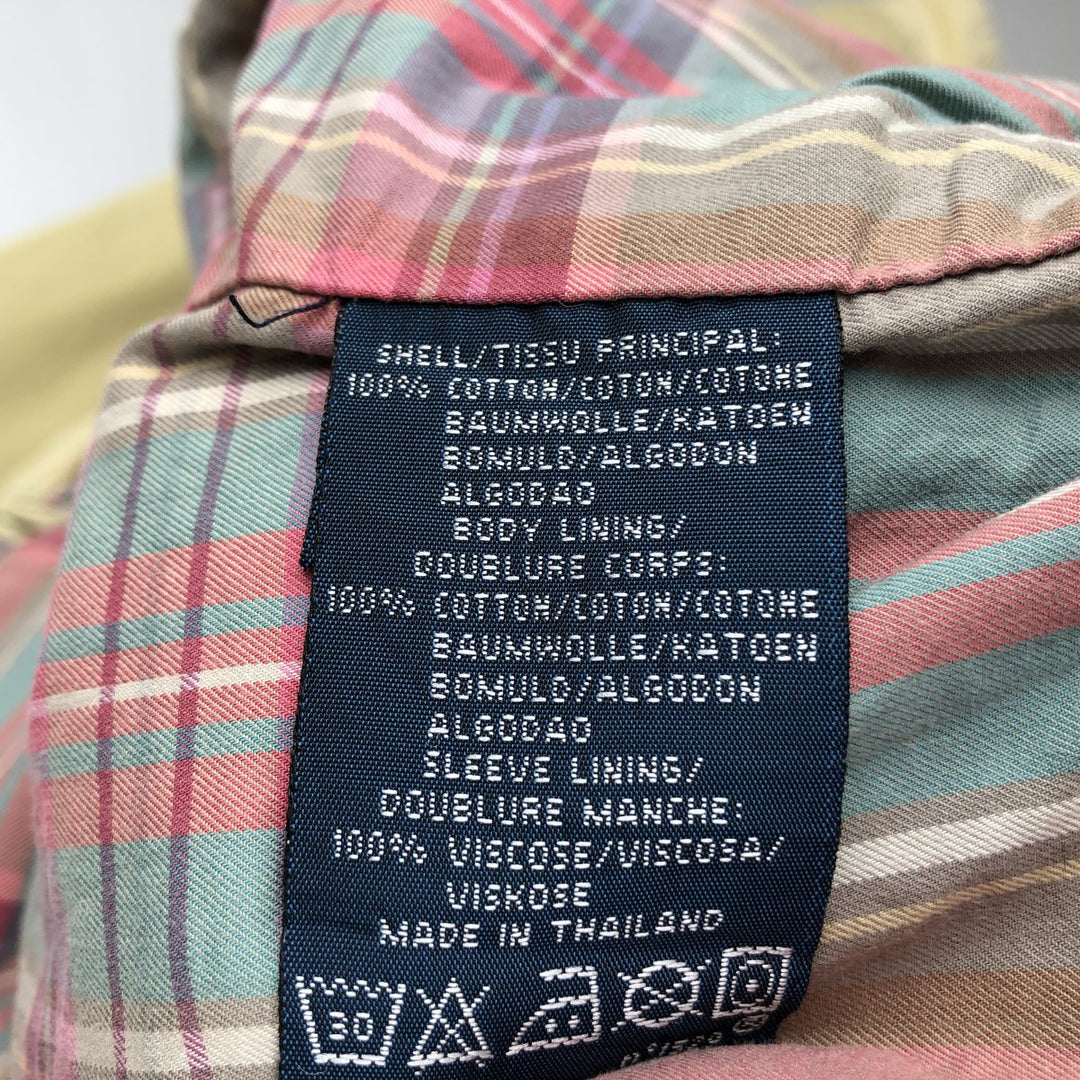 SHELL/TISSU PRINCIPAL:
100% COTTON/COTON/COTONE
BAUMWOLLE/KATOEN
BOMULD/ALGODON
ALGODAO
BODY LINING/
DOUBLURE CORPS:
100% COTTON/COTON/COTONE
BAUMWOLLE/KATOEN
BOMULD/ALGODON
ALGODAO
SLEEVE LINING/
DOUBLURE MANCHE:
100% VISCOSE/VISCOSA/
VISKOSE
MADE IN THAILAND
30